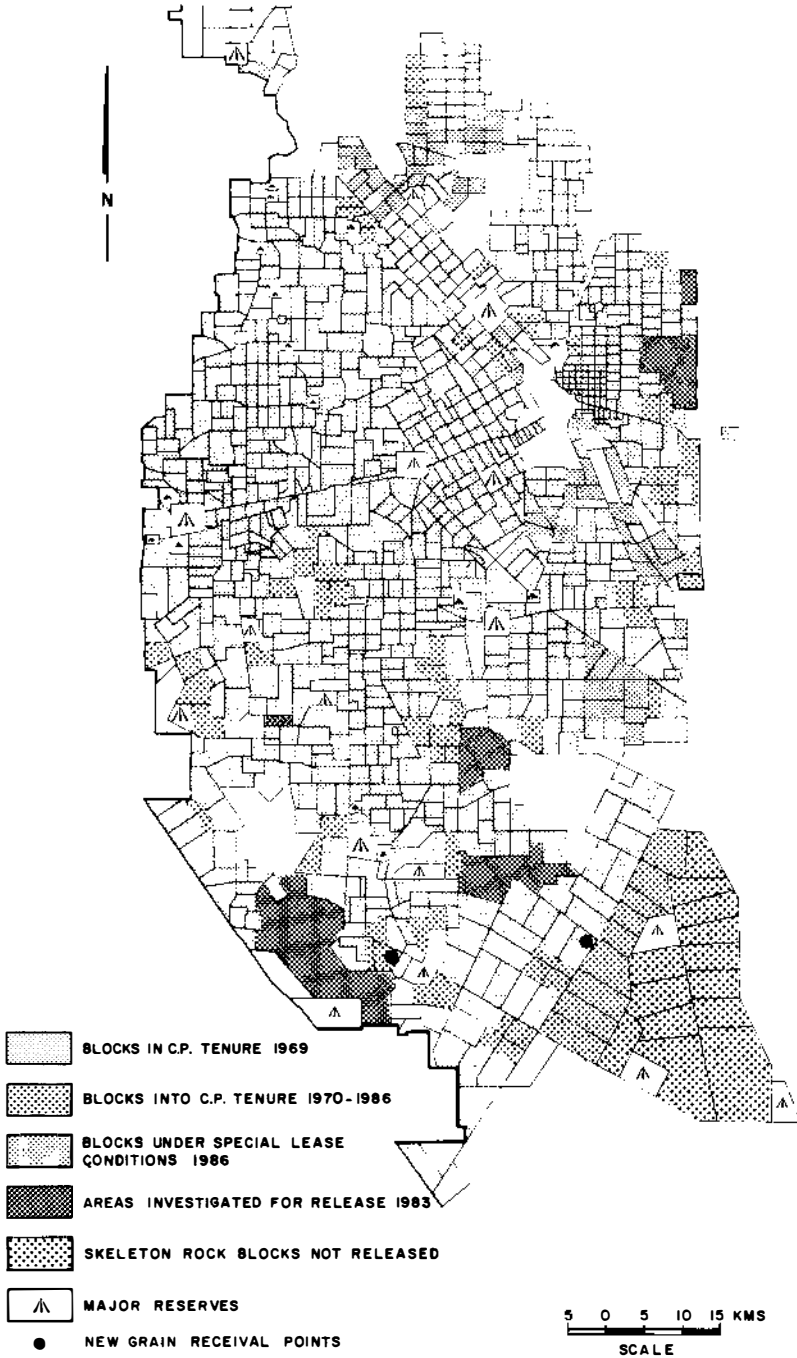 N
BLOCKS IN C.P. TENURE 1969
BLOCKS INTO C.P. TENURE 1970-1986
BLOCKS UNDER SPECIAL LEASE
CONDITIONS 1986
AREAS INVESTIGATED FOR RELEASE 1983
SKELETON ROCK BLOCKS NOT RELEASED
MAJOR RESERVES
NEW GRAIN RECEIVAL POINTS
5 0 5 10 15 KMS
SCALE